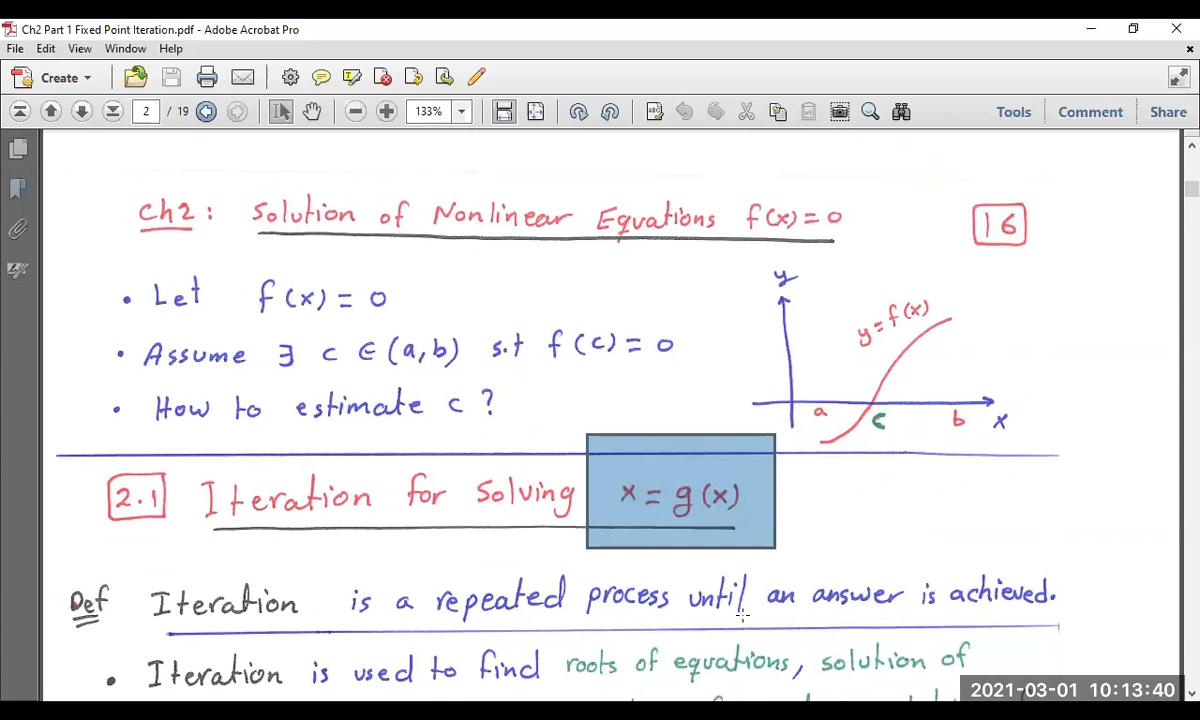 Ch2 Part 1 Fixed Point Iteration.pdf - Adobe Acrobat Pro
File Edit View Window Help
Create
2 / 19 133% Tools Comment Share
Ch2: Solution of Nonlinear Equations f(x)=0 16
• Let f(x) = 0
• Assume ∃ c ∈ (a,b) s.t f(c) = 0
• How to estimate c ?
y
y=f(x)
a c b x
2.1 Iteration for Solving x = g(x)
Def Iteration is a repeated process until an answer is achieved.
• Iteration is used to find roots of equations, solution of
2021-03-01 10:13:40